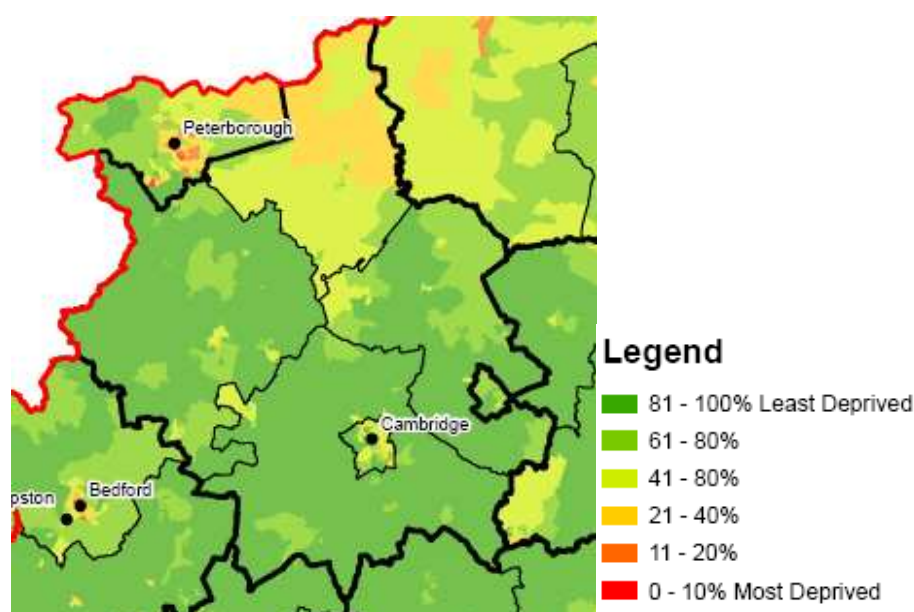 Peterborough
Cambridge
Bedford
pston
Legend
81 - 100% Least Deprived
61 - 80%
41 - 80%
21 - 40%
11 - 20%
0 - 10% Most Deprived